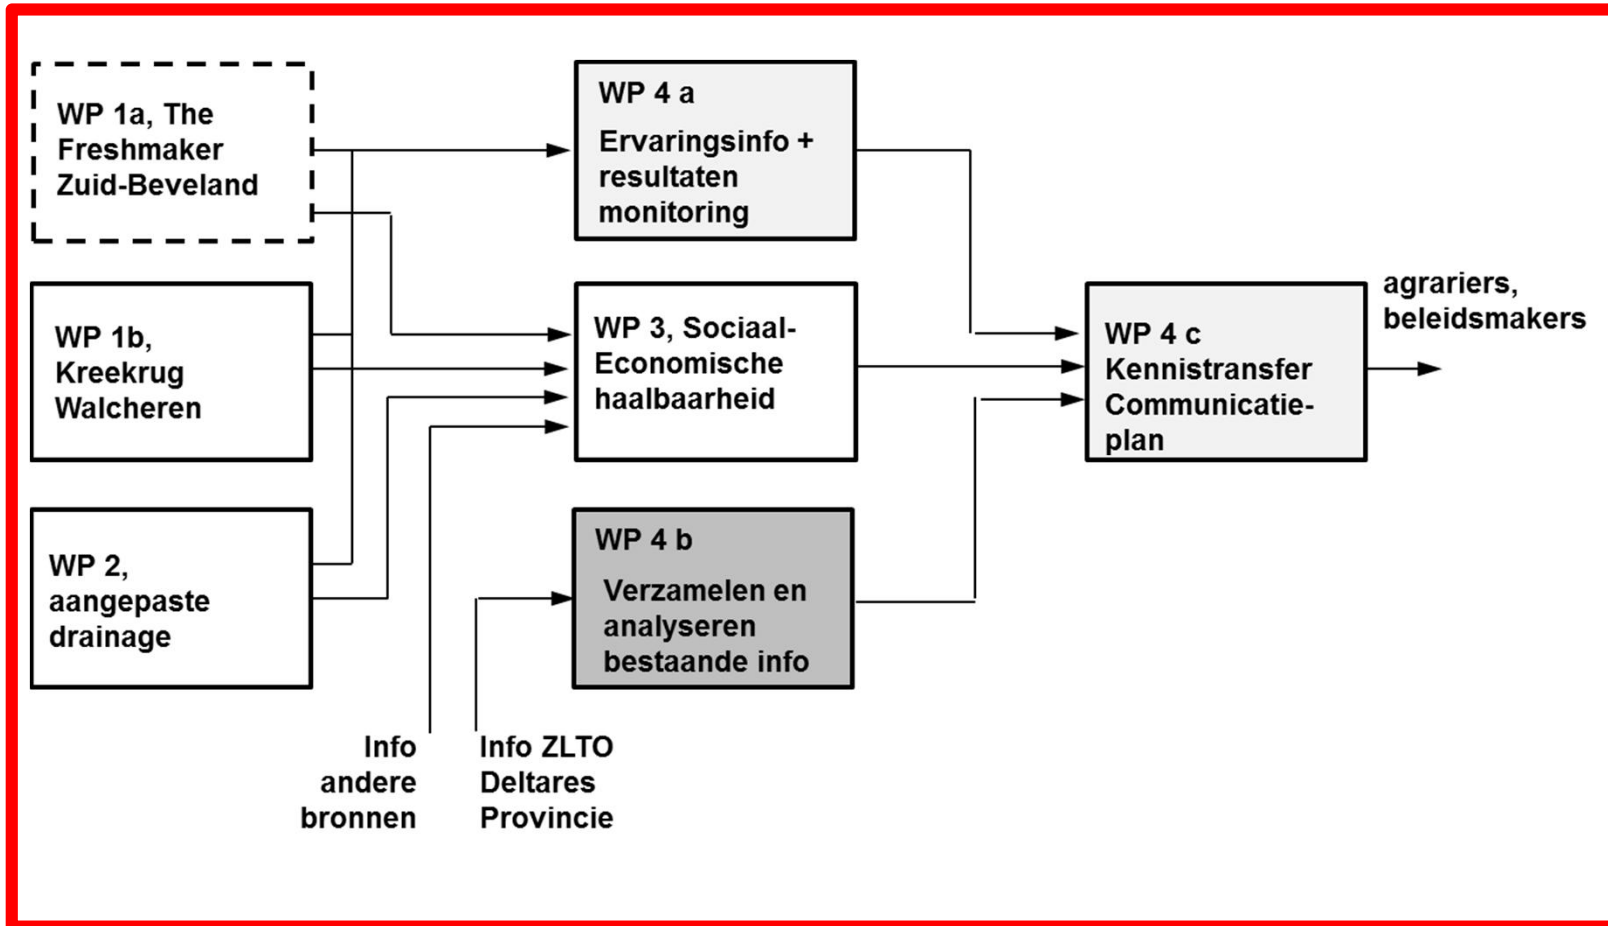 WP 1a, The
Freshmaker
Zuid-Beveland
WP 1b,
Kreekrug
Walcheren
WP 2,
aangepaste
drainage
Info
andere
bronnen
Info ZLTO
Deltares
Provincie
WP 4 a
Ervaringsinfo +
resultaten
monitoring
WP 3, Sociaal-
Economische
haalbaarheid
WP 4 b
Verzamelen en
analyseren
bestaande info
WP 4 c
Kennistransfer
Communicatie-
plan
agrariers,
beleidsmakers